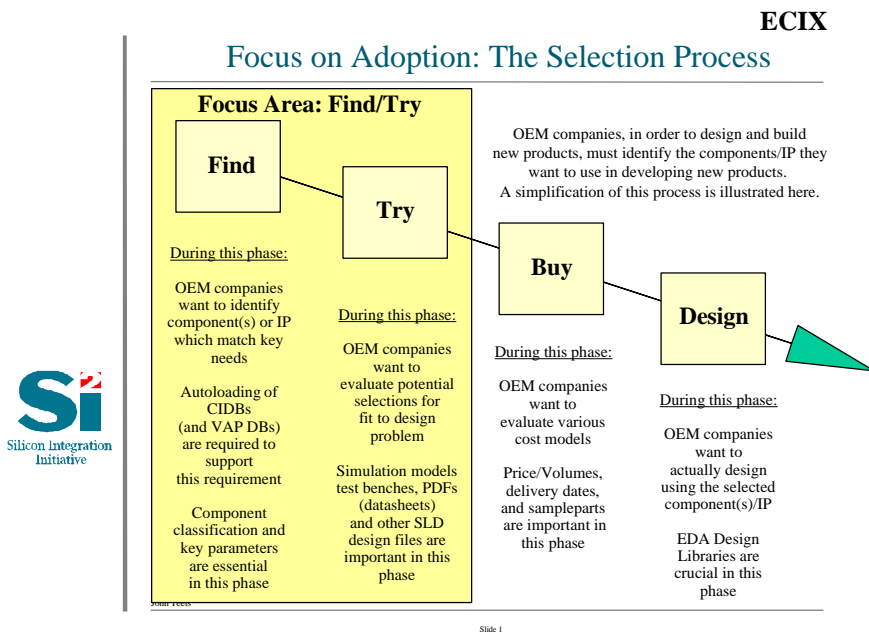 ECIX
Focus on Adoption: The Selection Process
Focus Area: Find/Try
Find
During this phase:
OEM companies
want to identify
component(s) or IP
which match key
needs
Autoloading of
CIDBs
(and VAP DBs)
are required to
support
this requirement
Component
classification and
key parameters
are essential
in this phase
Try
During this phase:
OEM companies
want to
evaluate potential
selections for
fit to design
problem
Simulation models
test benches, PDFs
(datasheets)
and other SLD
design files are
important in this
phase
OEM companies, in order to design and build
new products, must identify the components/IP they
want to use in developing new products.
A simplification of this process is illustrated here.
Buy
During this phase:
OEM companies
want to
evaluate various
cost models
Price/Volumes,
delivery dates,
and sampleparts
are important in
this phase
Design
During this phase:
OEM companies
want to
actually design
using the selected
component(s)/IP
EDA Design
Libraries are
crucial in this
phase
Si2
Silicon Integration
Initiative
John Teets
Slide 1